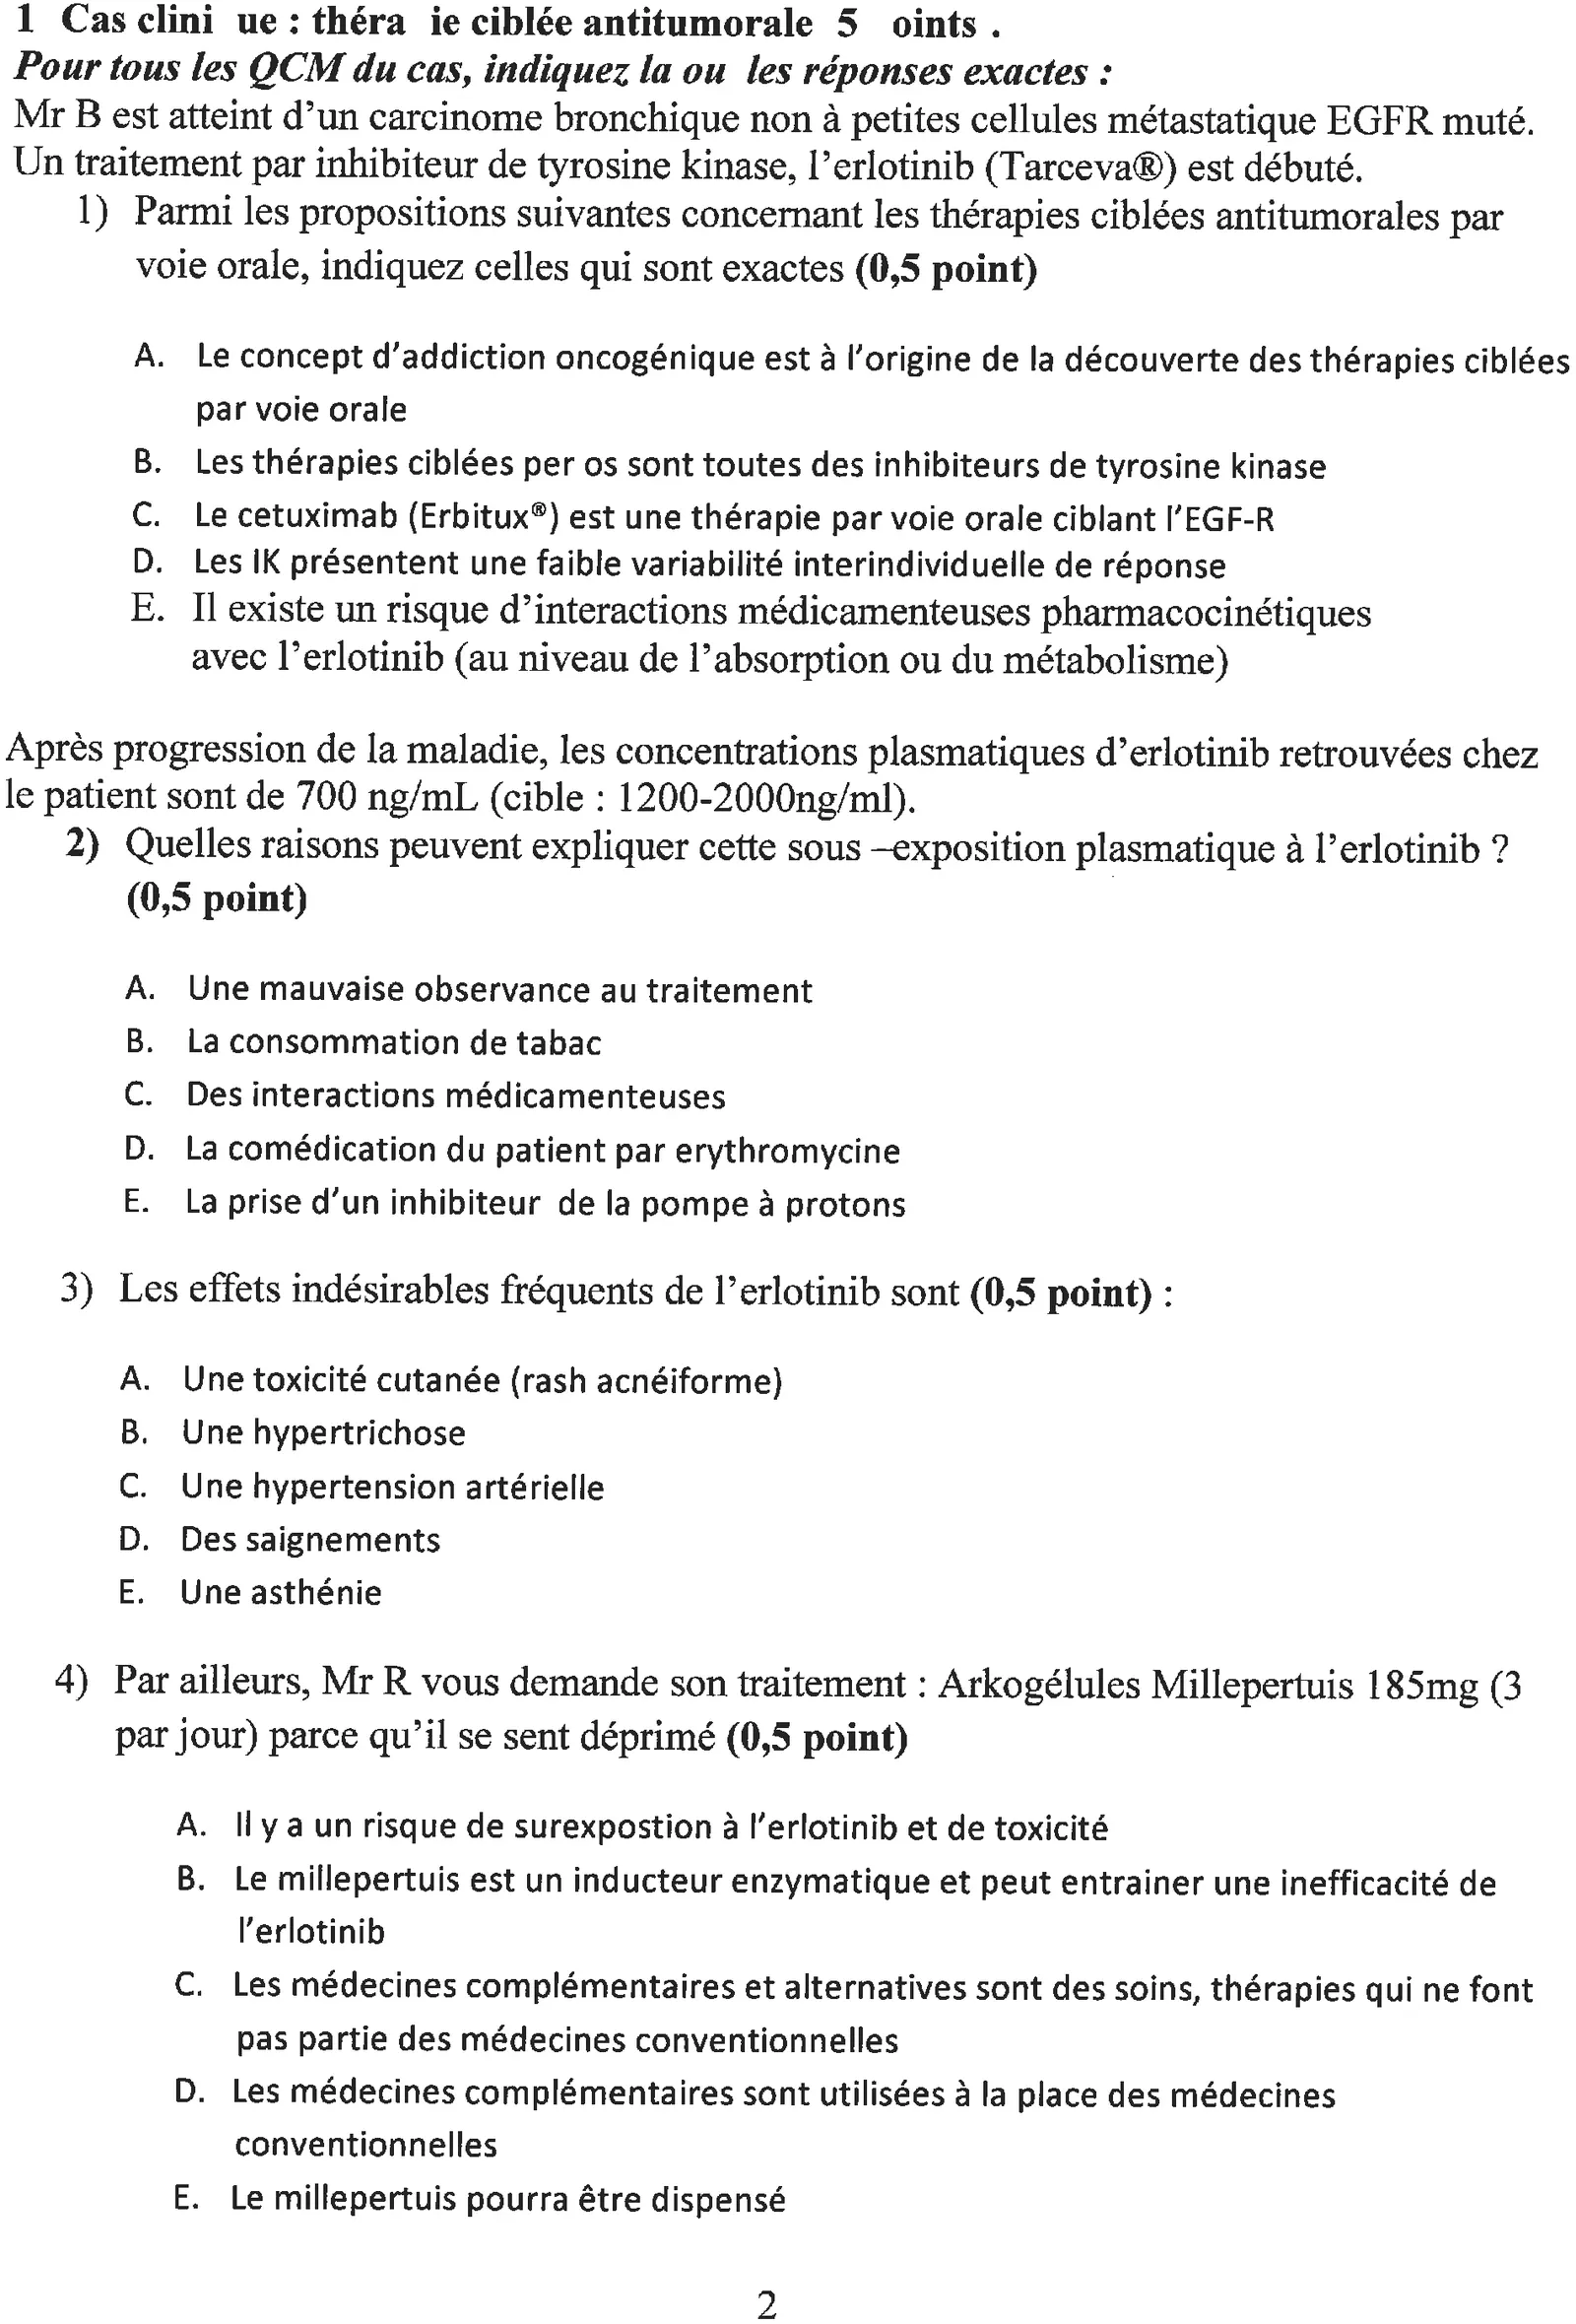 1 Cas clini ue : théra ie ciblée antitumorale 5 oints .
Pour tous les QCM du cas, indiquez la ou les réponses exactes :
Mr B est atteint d'un carcinome bronchique non à petites cellules métastatique EGFR muté.
Un traitement par inhibiteur de tyrosine kinase, l'erlotinib (Tarceva®) est débuté.
1) Parmi les propositions suivantes concernant les thérapies ciblées antitumorales par
voie orale, indiquez celles qui sont exactes (0,5 point)
A. Le concept d'addiction oncogénique est à l'origine de la découverte des thérapies ciblées
par voie orale
B. Les thérapies ciblées per os sont toutes des inhibiteurs de tyrosine kinase
C. Le cetuximab (Erbitux®) est une thérapie par voie orale ciblant l'EGF-R
D. Les IK présentent une faible variabilité interindividuelle de réponse
E. Il existe un risque d'interactions médicamenteuses pharmacocinétiques
avec l'erlotinib (au niveau de l'absorption ou du métabolisme)
Après progression de la maladie, les concentrations plasmatiques d'erlotinib retrouvées chez
le patient sont de 700 ng/mL (cible : 1200-2000ng/ml).
2) Quelles raisons peuvent expliquer cette sous –exposition plasmatique à l'erlotinib ?
(0,5 point)
A. Une mauvaise observance au traitement
B. La consommation de tabac
C. Des interactions médicamenteuses
D. La comédication du patient par erythromycine
E. La prise d'un inhibiteur de la pompe à protons
3) Les effets indésirables fréquents de l'erlotinib sont (0,5 point) :
A. Une toxicité cutanée (rash acnéiforme)
B. Une hypertrichose
C. Une hypertension artérielle
D. Des saignements
E. Une asthénie
4) Par ailleurs, Mr R vous demande son traitement : Arkogélules Millepertuis 185mg (3
par jour) parce qu'il se sent déprimé (0,5 point)
A. Il y a un risque de surexpostion à l'erlotinib et de toxicité
B. Le millepertuis est un inducteur enzymatique et peut entrainer une inefficacité de
l'erlotinib
C. Les médecines complémentaires et alternatives sont des soins, thérapies qui ne font
pas partie des médecines conventionnelles
D. Les médecines complémentaires sont utilisées à la place des médecines
conventionnelles
E. Le millepertuis pourra être dispensé
2